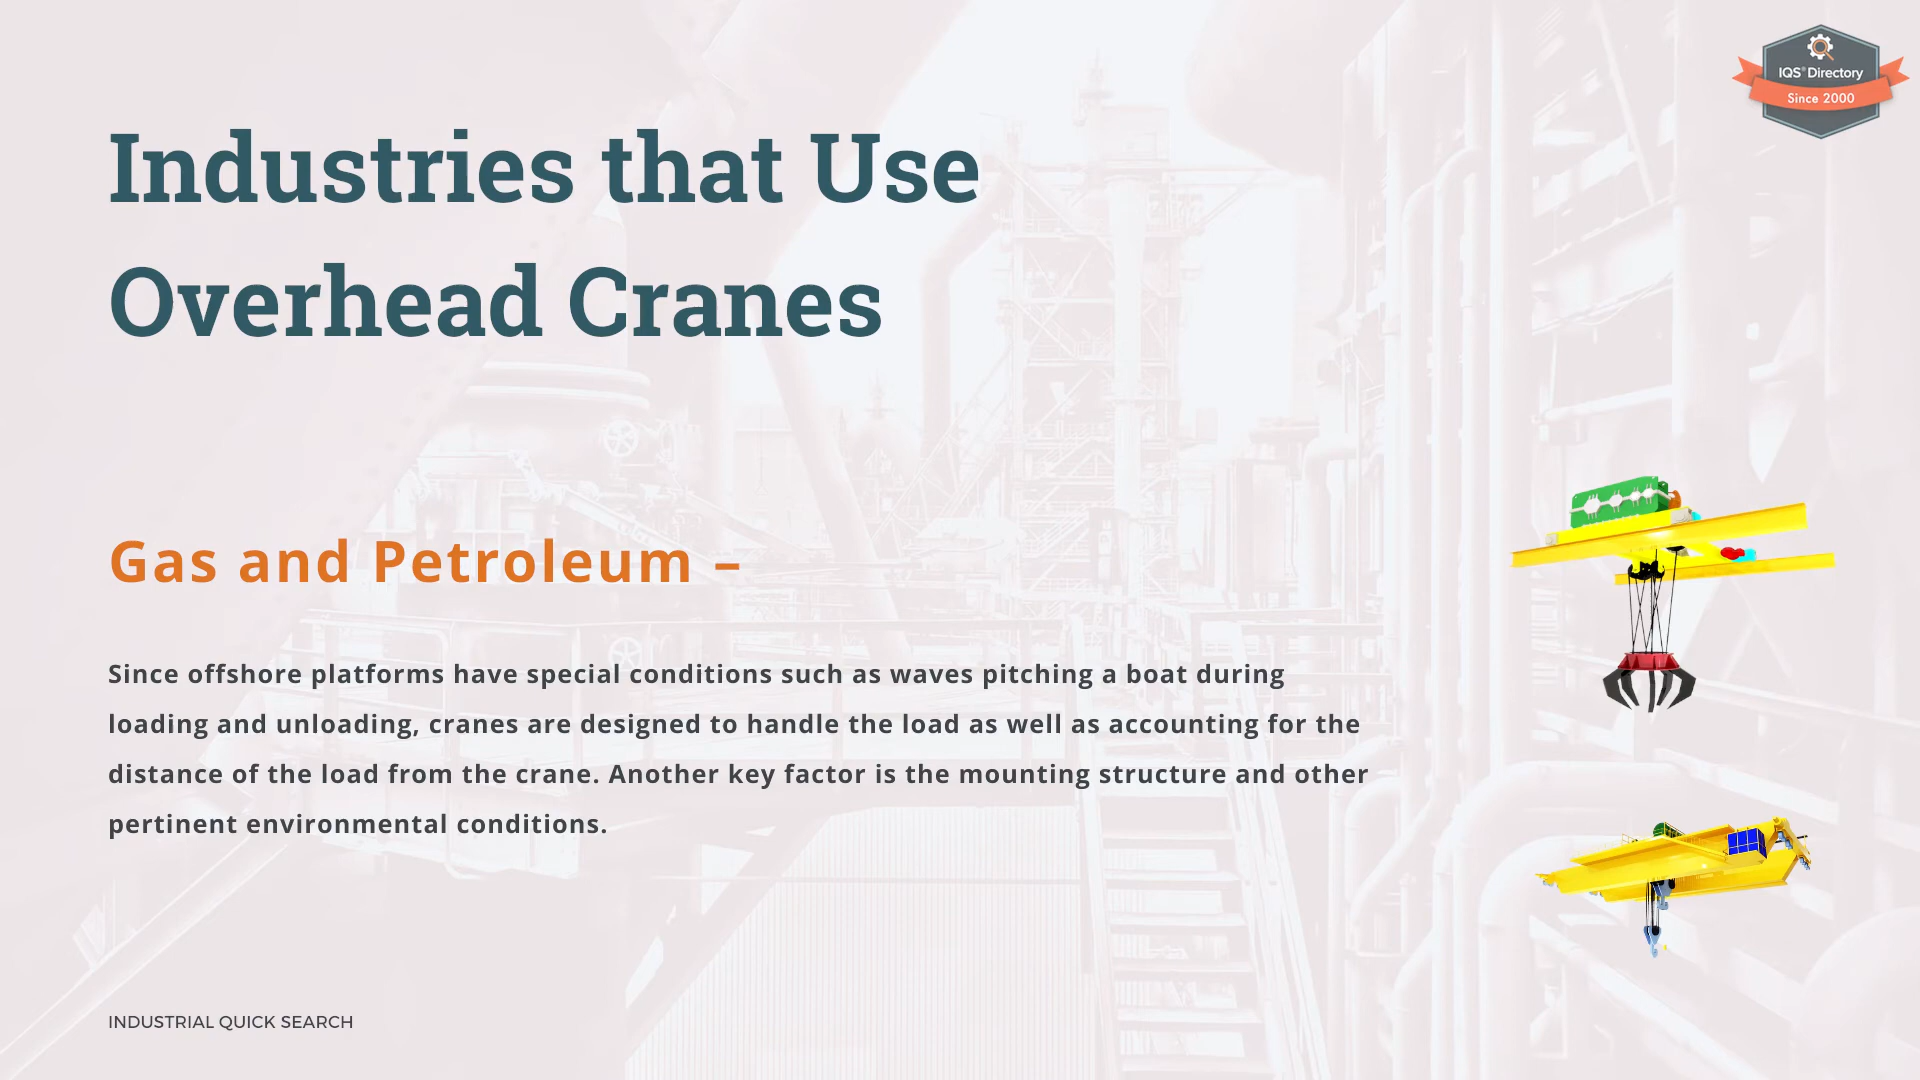 IQS® Directory
Since 2000
Industries that Use
Overhead Cranes
Gas and Petroleum –
Since offshore platforms have special conditions such as waves pitching a boat during
loading and unloading, cranes are designed to handle the load as well as accounting for the
distance of the load from the crane. Another key factor is the mounting structure and other
pertinent environmental conditions.
INDUSTRIAL QUICK SEARCH